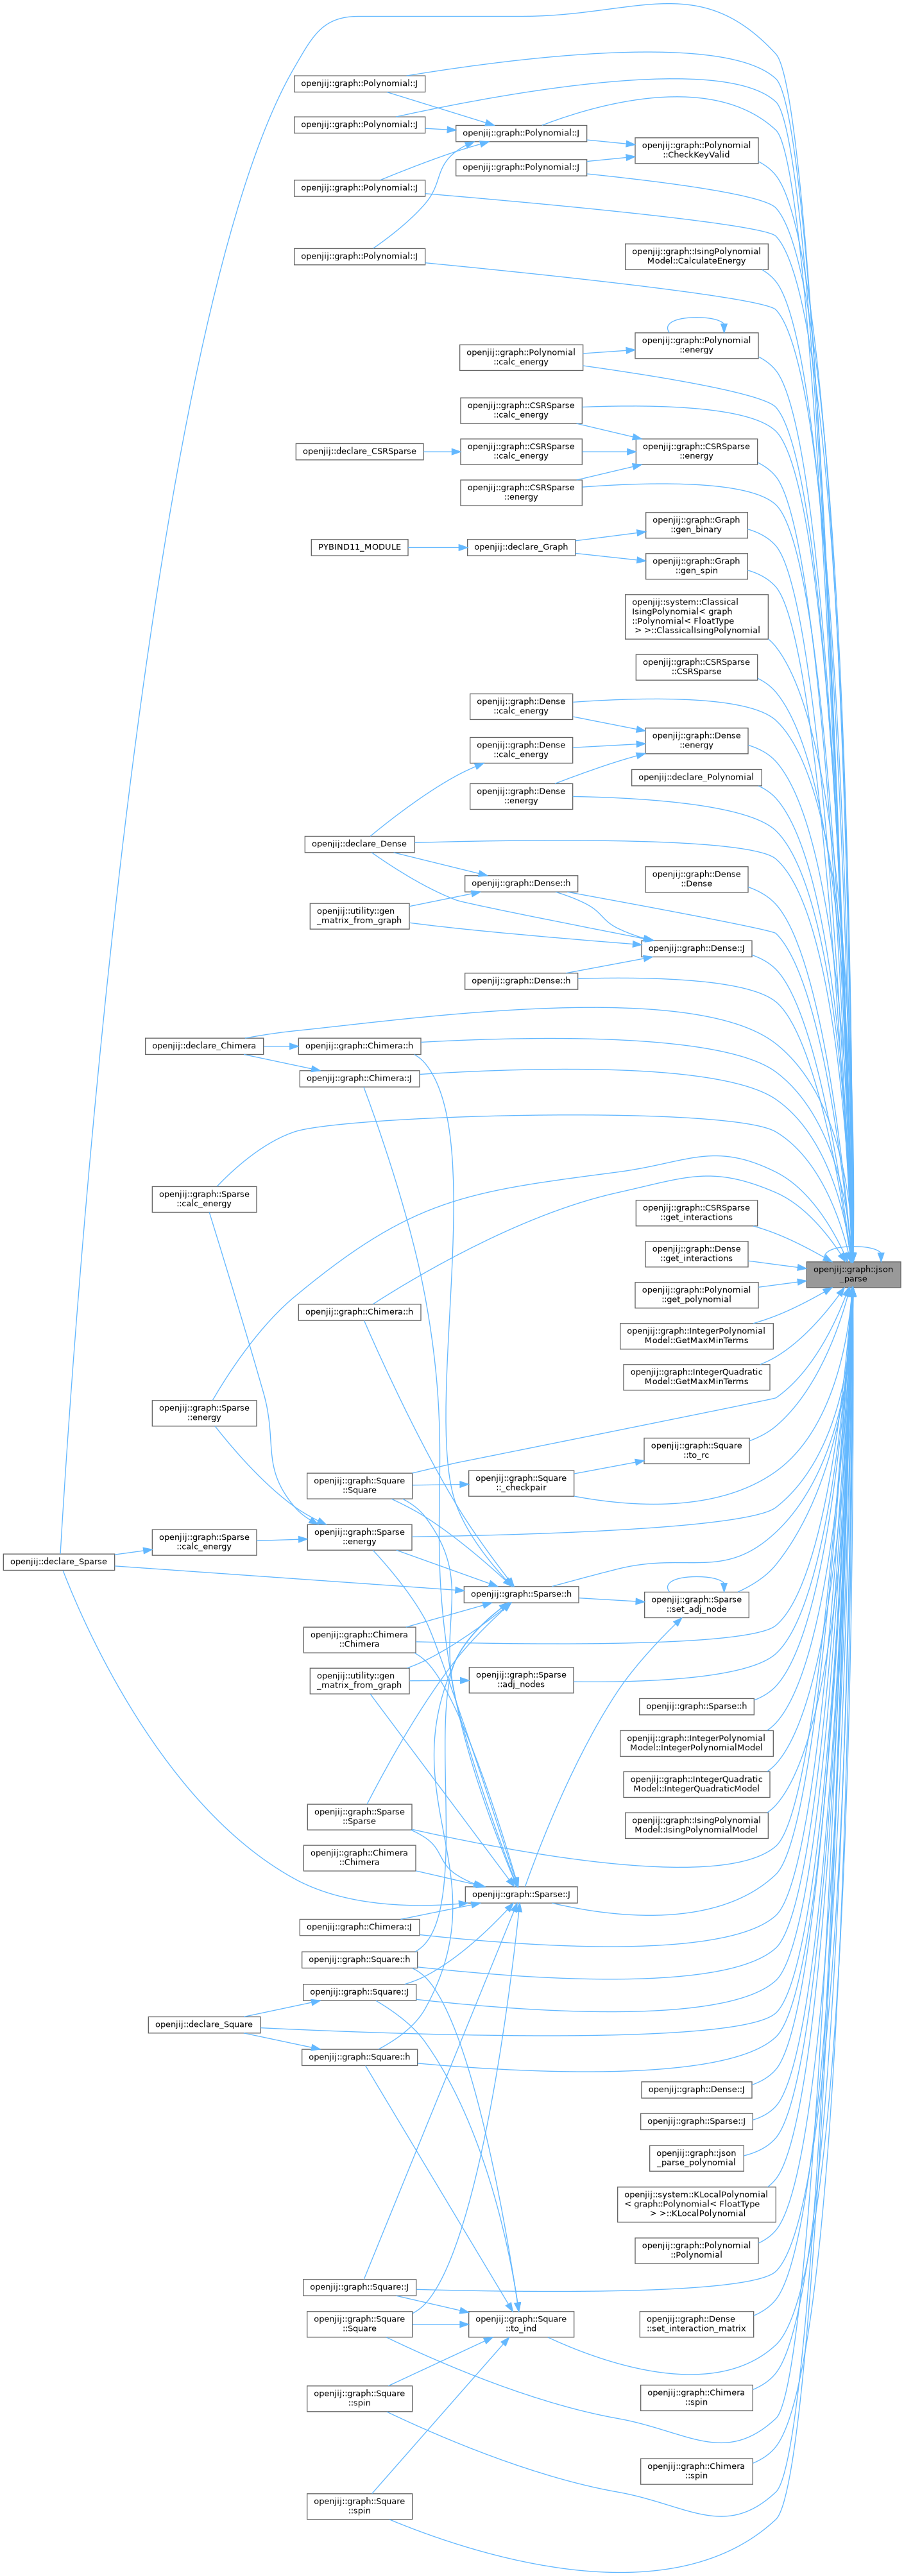 openjij::graph::Polynomial::J
openjij::graph::Polynomial::J
openjij::graph::Polynomial::J
openjij::graph::Polynomial
::CheckKeyValid
openjij::graph::Polynomial::J
openjij::graph::Polynomial::J
openjij::graph::Polynomial::J
openjij::graph::IsingPolynomial
Model::CalculateEnergy
openjij::graph::Polynomial
::energy
openjij::graph::Polynomial
::calc_energy
openjij::graph::CSRSparse
::calc_energy
openjij::declare_CSRSparse
openjij::graph::CSRSparse
::calc_energy
openjij::graph::CSRSparse
::energy
openjij::graph::CSRSparse
::energy
openjij::graph::Graph
::gen_binary
PYBIND11_MODULE
openjij::declare_Graph
openjij::graph::Graph
::gen_spin
openjij::system::Classical
IsingPolynomial< graph
::Polynomial< FloatType
> >::ClassicalIsingPolynomial
openjij::graph::CSRSparse
::CSRSparse
openjij::graph::Dense
::calc_energy
openjij::graph::Dense
::energy
openjij::graph::Dense
::calc_energy
openjij::declare_Polynomial
openjij::graph::Dense
::energy
openjij::declare_Dense
openjij::graph::Dense
::Dense
openjij::graph::Dense::h
openjij::utility::gen
_matrix_from_graph
openjij::graph::Dense::J
openjij::graph::Dense::h
openjij::declare_Chimera
openjij::graph::Chimera::h
openjij::graph::Chimera::J
openjij::graph::Sparse
::calc_energy
openjij::graph::CSRSparse
::get_interactions
openjij::graph::Dense
::get_interactions
openjij::graph::json
_parse
openjij::graph::Polynomial
::get_polynomial
openjij::graph::Chimera::h
openjij::graph::IntegerPolynomial
Model::GetMaxMinTerms
openjij::graph::IntegerQuadratic
Model::GetMaxMinTerms
openjij::graph::Sparse
::energy
openjij::graph::Square
::to_rc
openjij::graph::Square
::Square
openjij::graph::Square
::_checkpair
openjij::graph::Sparse
::energy
openjij::graph::Sparse
::calc_energy
openjij::declare_Sparse
openjij::graph::Sparse::h
openjij::graph::Sparse
::set_adj_node
openjij::graph::Chimera
::Chimera
openjij::utility::gen
_matrix_from_graph
openjij::graph::Sparse
::adj_nodes
openjij::graph::Sparse::h
openjij::graph::IntegerPolynomial
Model::IntegerPolynomialModel
openjij::graph::IntegerQuadratic
Model::IntegerQuadraticModel
openjij::graph::Sparse
::Sparse
openjij::graph::IsingPolynomial
Model::IsingPolynomialModel
openjij::graph::Chimera
::Chimera
openjij::graph::Sparse::J
openjij::graph::Chimera::J
openjij::graph::Square::h
openjij::graph::Square::J
openjij::declare_Square
openjij::graph::Square::h
openjij::graph::Dense::J
openjij::graph::Sparse::J
openjij::graph::json
_parse_polynomial
openjij::system::KLocalPolynomial
< graph::Polynomial< FloatType
> >::KLocalPolynomial
openjij::graph::Polynomial
::Polynomial
openjij::graph::Square::J
openjij::graph::Square
::Square
openjij::graph::Square
::to_ind
openjij::graph::Dense
::set_interaction_matrix
openjij::graph::Square
::spin
openjij::graph::Chimera
::spin
openjij::graph::Chimera
::spin
openjij::graph::Square
::spin